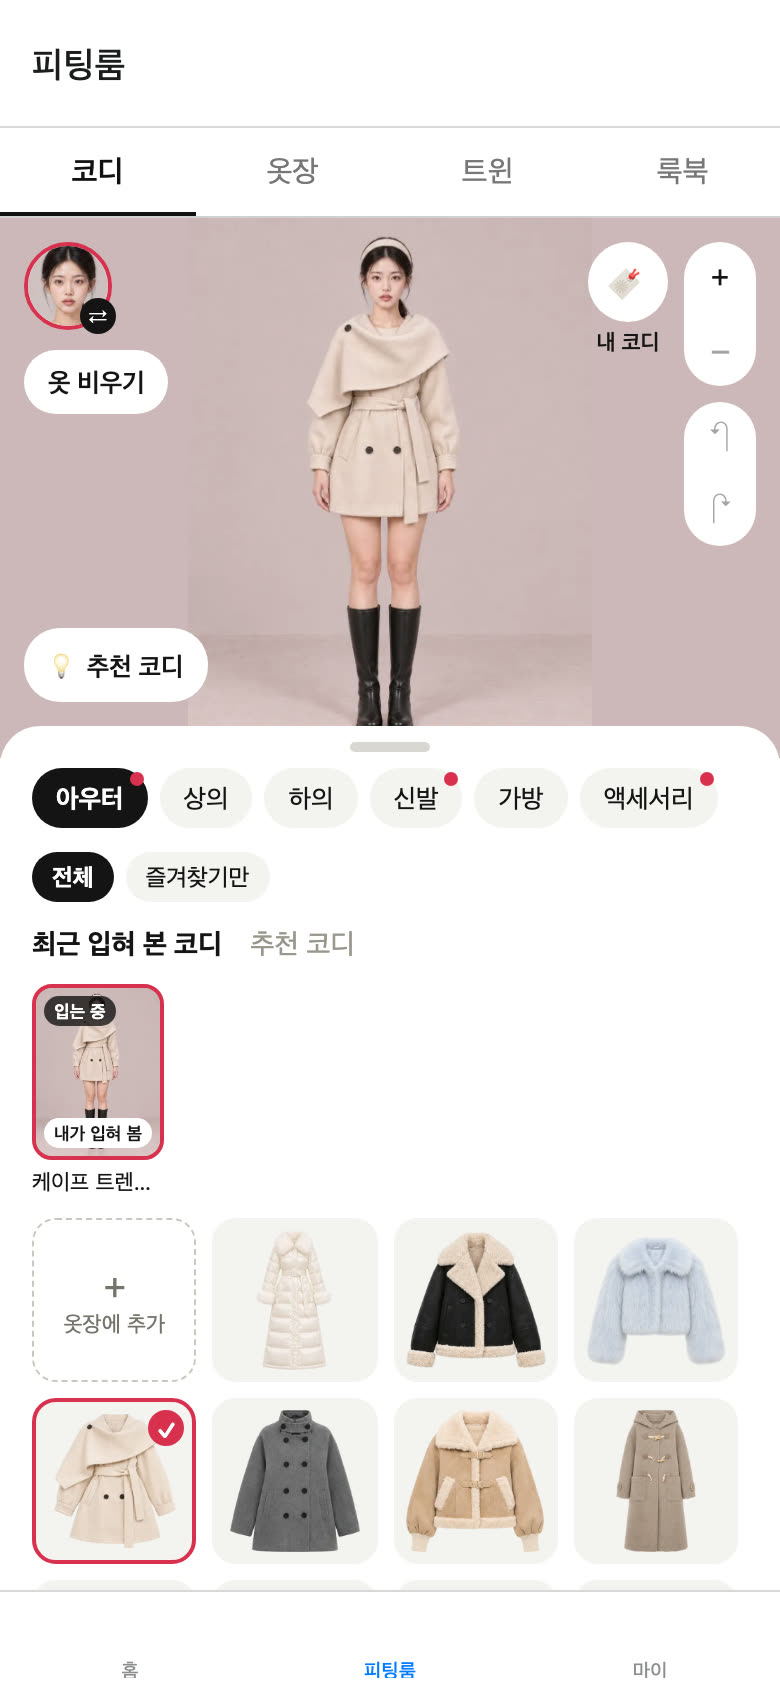 피팅룸
코디 옷장 트윈 룩북
내 코디
옷 비우기
추천 코디
아우터 상의 하의 신발 가방 액세서리
전체 즐겨찾기만
최근 입혀 본 코디 추천 코디
입는 중
내가 입혀 봄
케이프 트렌...
+
옷장에 추가
홈 피팅룸 마이